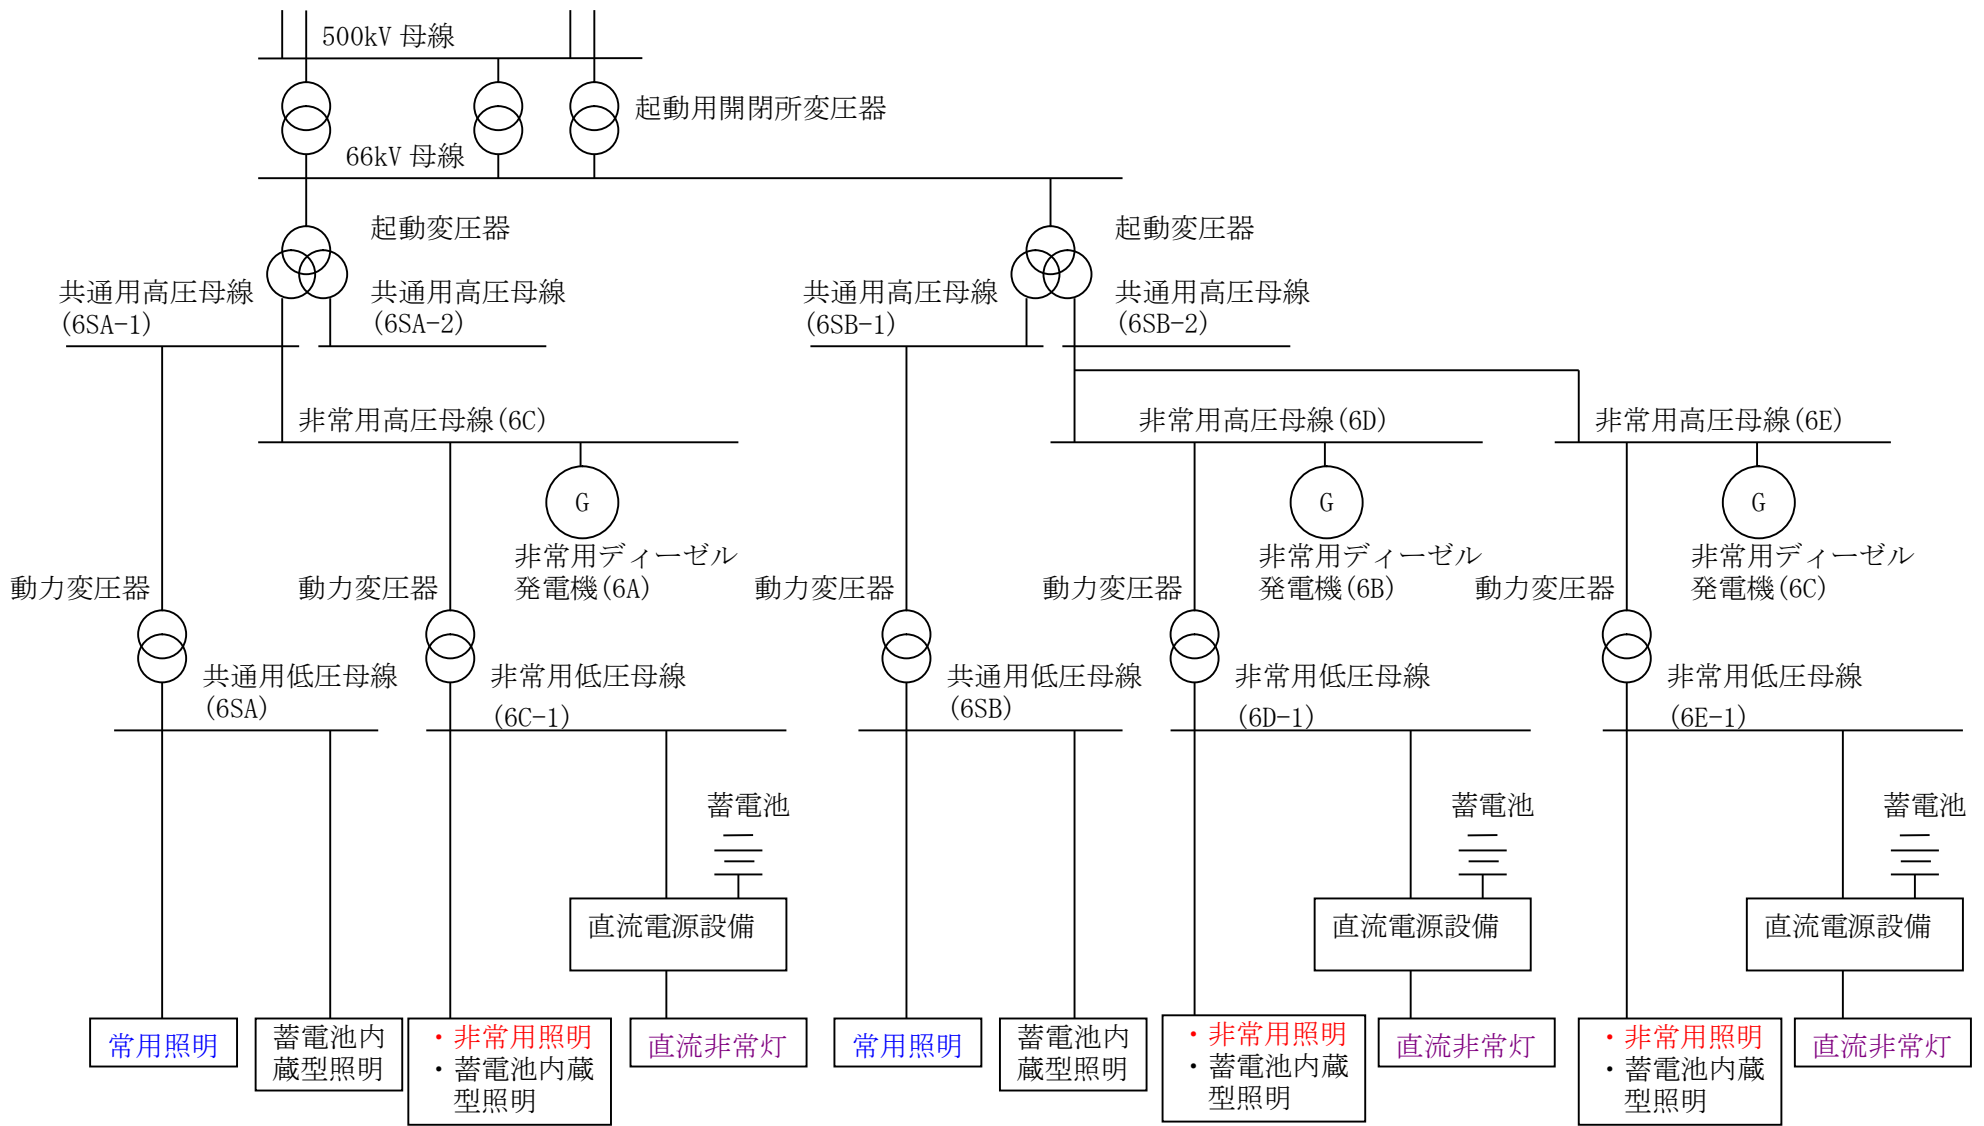 500kV 母線
起動用開閉所変圧器
66kV 母線
起動変圧器
起動変圧器
共通用高圧母線
(6SA-1)
共通用高圧母線
(6SA-2)
共通用高圧母線
(6SB-1)
共通用高圧母線
(6SB-2)
非常用高圧母線(6C)
非常用高圧母線(6D)
非常用高圧母線(6E)
G
G
G
非常用ディーゼル
発電機(6A)
非常用ディーゼル
発電機(6B)
非常用ディーゼル
発電機(6C)
動力変圧器
動力変圧器
動力変圧器
動力変圧器
動力変圧器
共通用低圧母線
(6SA)
非常用低圧母線
(6C-1)
共通用低圧母線
(6SB)
非常用低圧母線
(6D-1)
非常用低圧母線
(6E-1)
蓄電池
蓄電池
蓄電池
直流電源設備
直流電源設備
直流電源設備
常用照明
蓄電池内
蔵型照明
・非常用照明
・蓄電池内蔵
型照明
直流非常灯
常用照明
蓄電池内
蔵型照明
・非常用照明
・蓄電池内蔵
型照明
直流非常灯
・非常用照明
・蓄電池内蔵
型照明
直流非常灯